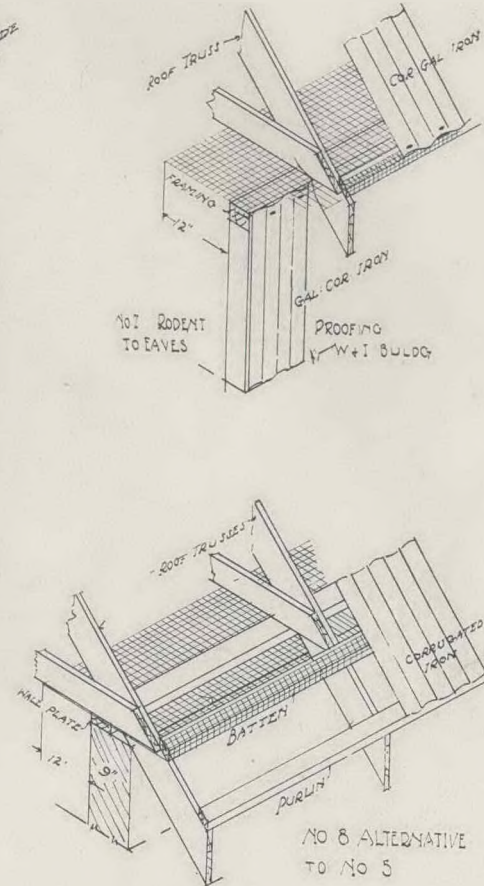 ROOF TRUSS
COR GAL IRON
FRAMING
12"
GAL: COR IRON
NO 7 RODENT PROOFING
TO EAVES W + I BULDG
ROOF TRUSSES
CORRUGATED
IRON
WALL PLATE
BATTEN
12"
9"
PURLIN
NO 8 ALTERNATIVE
TO NO 5